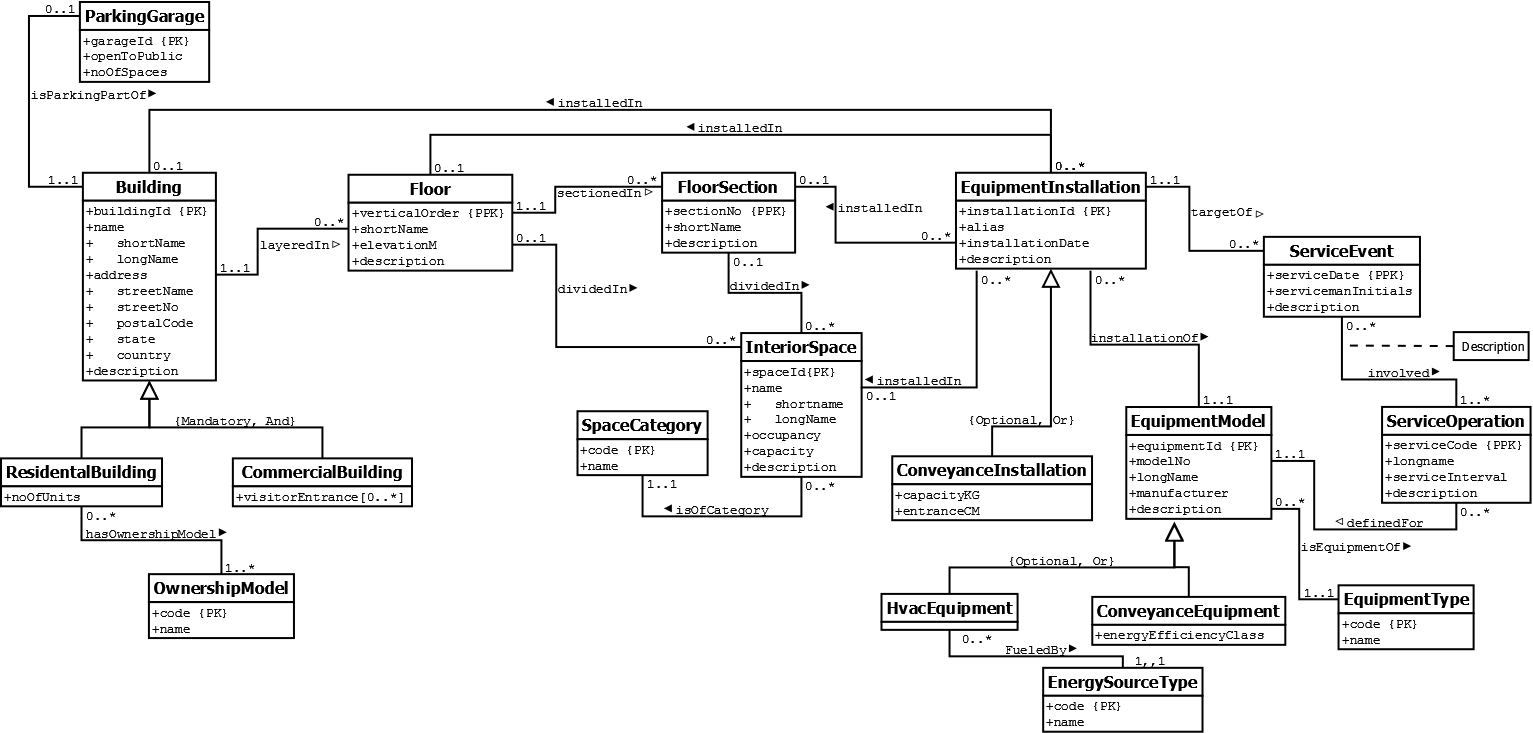 0..1
ParkingGarage
+garageId {PK}
+openToPublic
+noOfSpaces
isParkingPartOf
1..1
installedIn
installedIn
0..1
Building
+buildingId {PK}
+name
+   shortName
+   longName
+address
+   streetName
+   streetNo
+   postalCode
+   state
+   country
+description
1..1
layeredIn
0..*
0..1
Floor
+verticalOrder {PPK}
+shortName
+elevationM
+description
1..1
sectionedIn
0..*
0..1
dividedIn
0..*
FloorSection
+sectionNo {PPK}
+shortName
+description
0..1
installedIn
0..*
0..1
dividedIn
0..*
0..*
EquipmentInstallation
+installationId {PK}
+alias
+installationDate
+description
1..1
targetOf
0..*
ServiceEvent
+serviceDate {PPK}
+servicemanInitials
+description
0..*
Description
involved
1..*
0..*
installedIn
0..1
0..*
installationOf
1..1
InteriorSpace
+spaceId{PK}
+name
+   shortname
+   longName
+occupancy
+capacity
+description
0..*
isOfCategory
1..1
SpaceCategory
+code {PK}
+name
{Mandatory, And}
ResidentalBuilding
+noOfUnits
CommercialBuilding
+visitorEntrance[0..*]
0..*
hasOwnershipModel
1..*
OwnershipModel
+code {PK}
+name
{Optional, Or}
ConveyanceInstallation
+capacityKG
+entranceCM
EquipmentModel
+equipmentId {PK}
+modelNo
+longName
+manufacturer
+description
1..1
0..*
ServiceOperation
+serviceCode {PPK}
+longname
+serviceInterval
+description
0..*
definedFor
isEquipmentOf
1..1
EquipmentType
+code {PK}
+name
{Optional, Or}
HvacEquipment
ConveyanceEquipment
+energyEfficiencyClass
0..*
FueledBy
1,,1
EnergySourceType
+code {PK}
+name